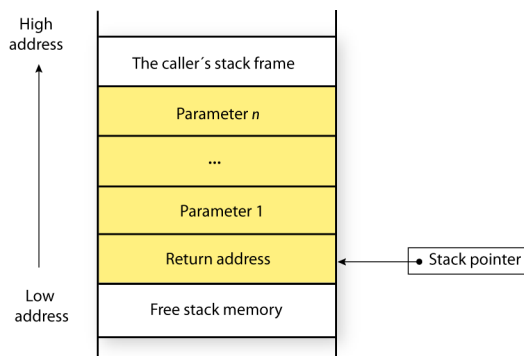 High
address
The caller´s stack frame
Parameter n
...
Parameter 1
Return address
Stack pointer
Low
address
Free stack memory